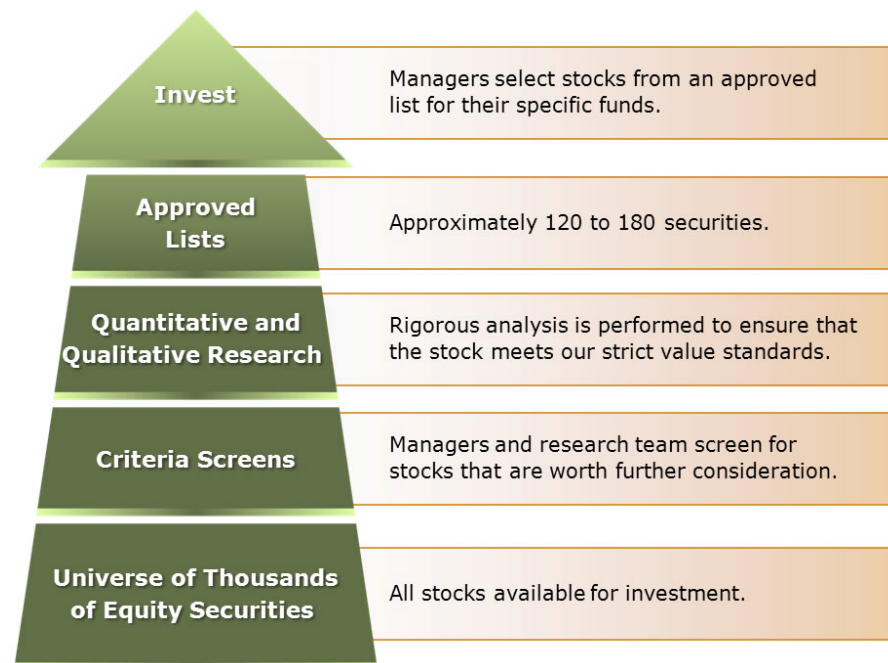 Invest
Managers select stocks from an approved
list for their specific funds.
Approved
Lists
Approximately 120 to 180 securities.
Quantitative and
Qualitative Research
Rigorous analysis is performed to ensure that
the stock meets our strict value standards.
Criteria Screens
Managers and research team screen for
stocks that are worth further consideration.
Universe of Thousands
of Equity Securities
All stocks available for investment.